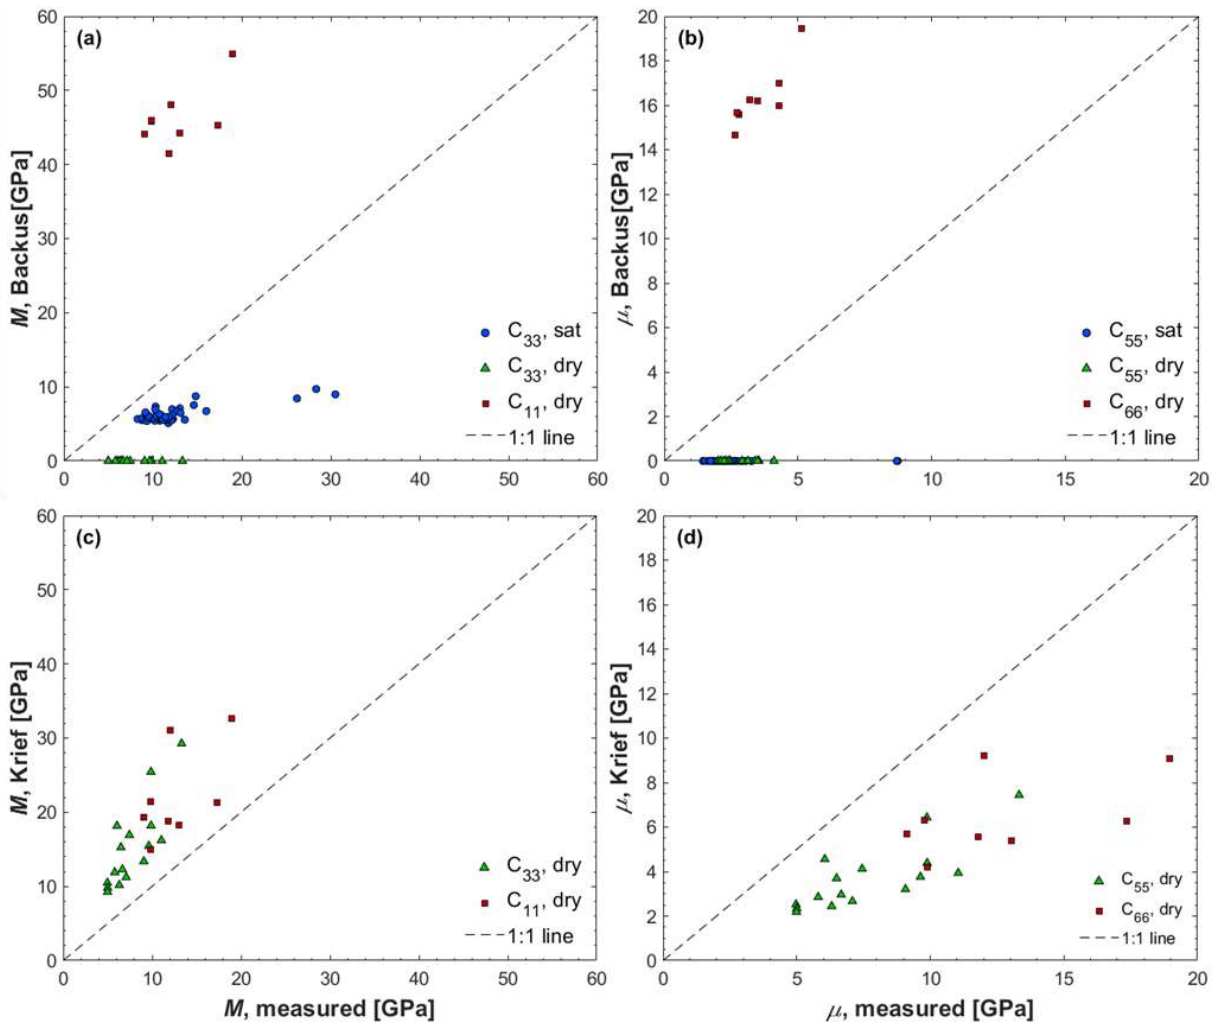 (a)
60
50
40
30
20
10
0
M, Backus[GPa]
C33, sat
C33, dry
C11, dry
1:1 line
0 10 20 30 40 50 60
(b)
20
18
16
14
12
10
8
6
4
2
0
μ, Backus[GPa]
C55, sat
C55, dry
C66, dry
1:1 line
0 5 10 15 20
(c)
60
50
40
30
20
10
0
M, Krief [GPa]
C33, dry
C11, dry
1:1 line
0 10 20 30 40 50 60
M, measured [GPa]
(d)
20
18
16
14
12
10
8
6
4
2
0
μ, Krief [GPa]
C55, dry
C66, dry
1:1 line
0 5 10 15 20
μ, measured [GPa]